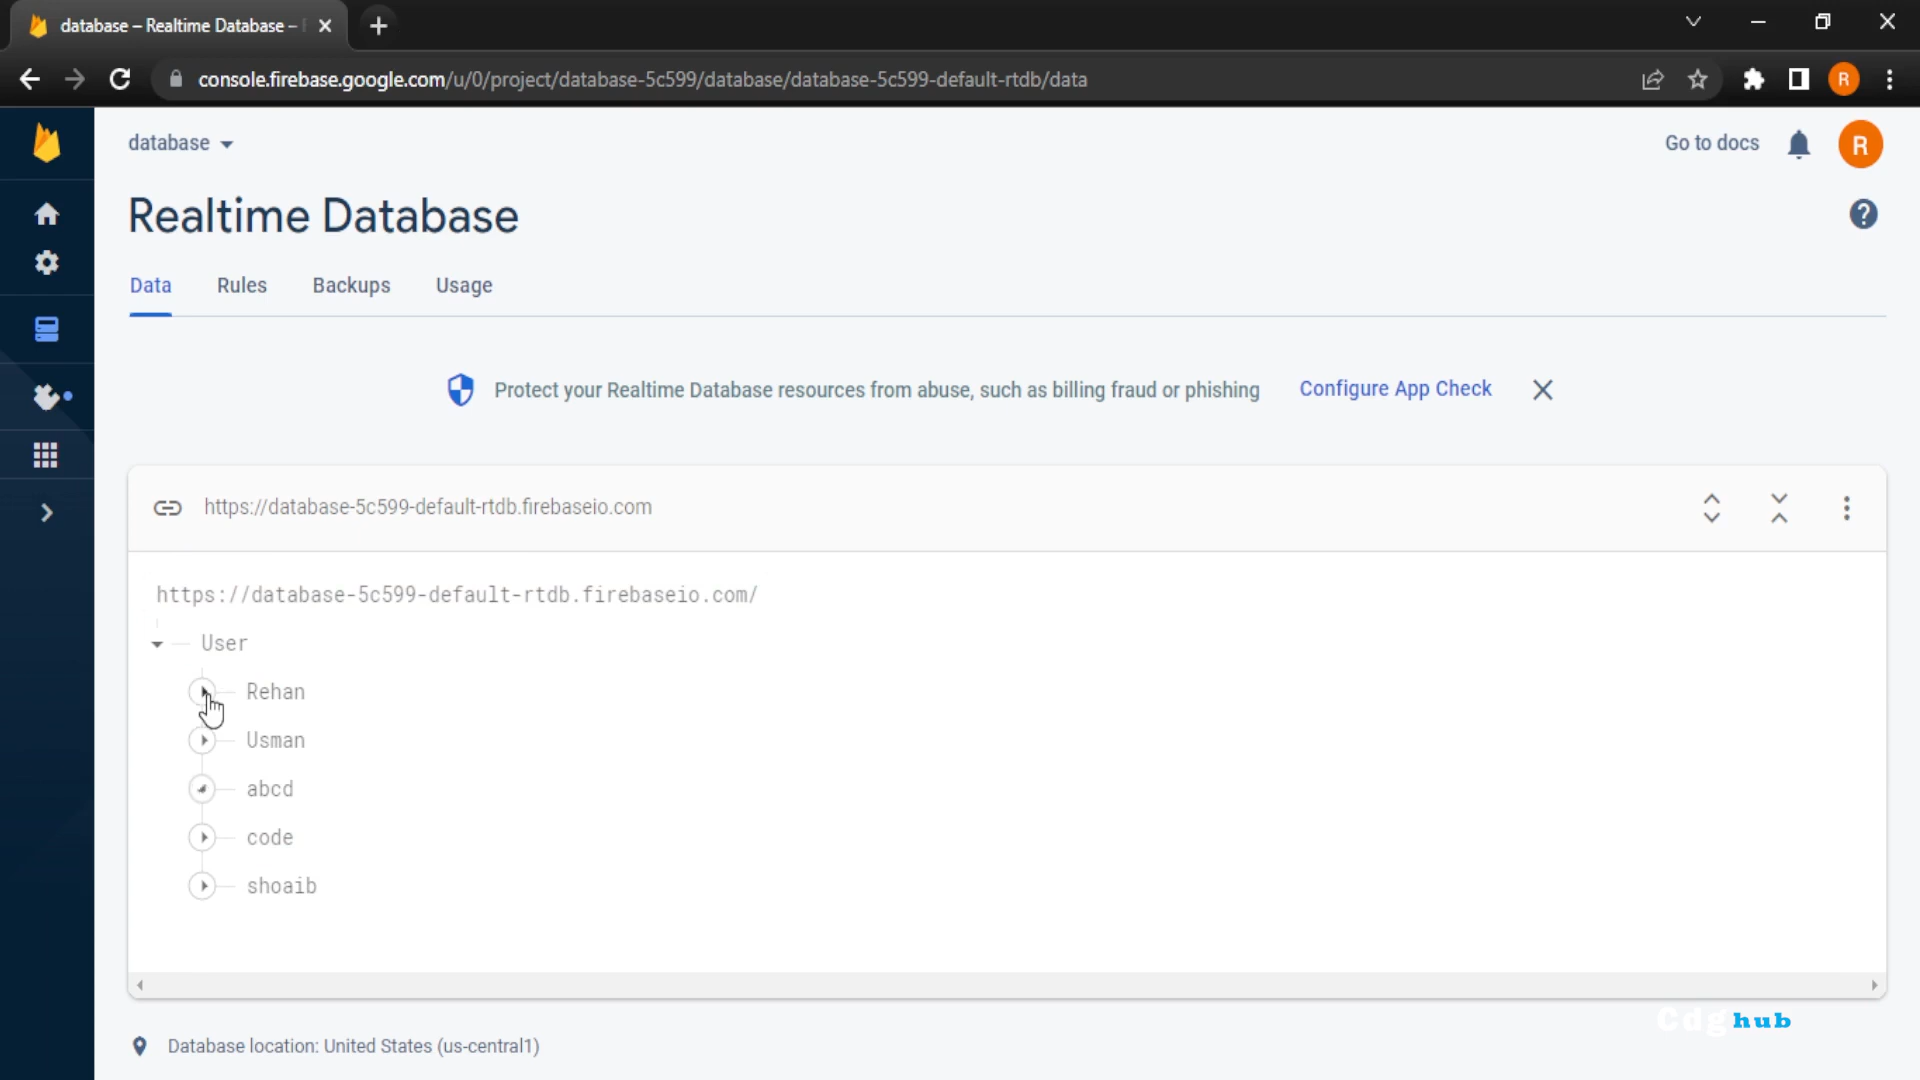 database – Realtime Database –
console.firebase.google.com/u/0/project/database-5c599/database/database-5c599-default-rtdb/data
R
database
Go to docs
R
Realtime Database
?
Data Rules Backups Usage
Protect your Realtime Database resources from abuse, such as billing fraud or phishing Configure App Check
https://database-5c599-default-rtdb.firebaseio.com
https://database-5c599-default-rtdb.firebaseio.com/
User
Rehan
Usman
abcd
code
shoaib
Cdg hub
Database location: United States (us-central1)